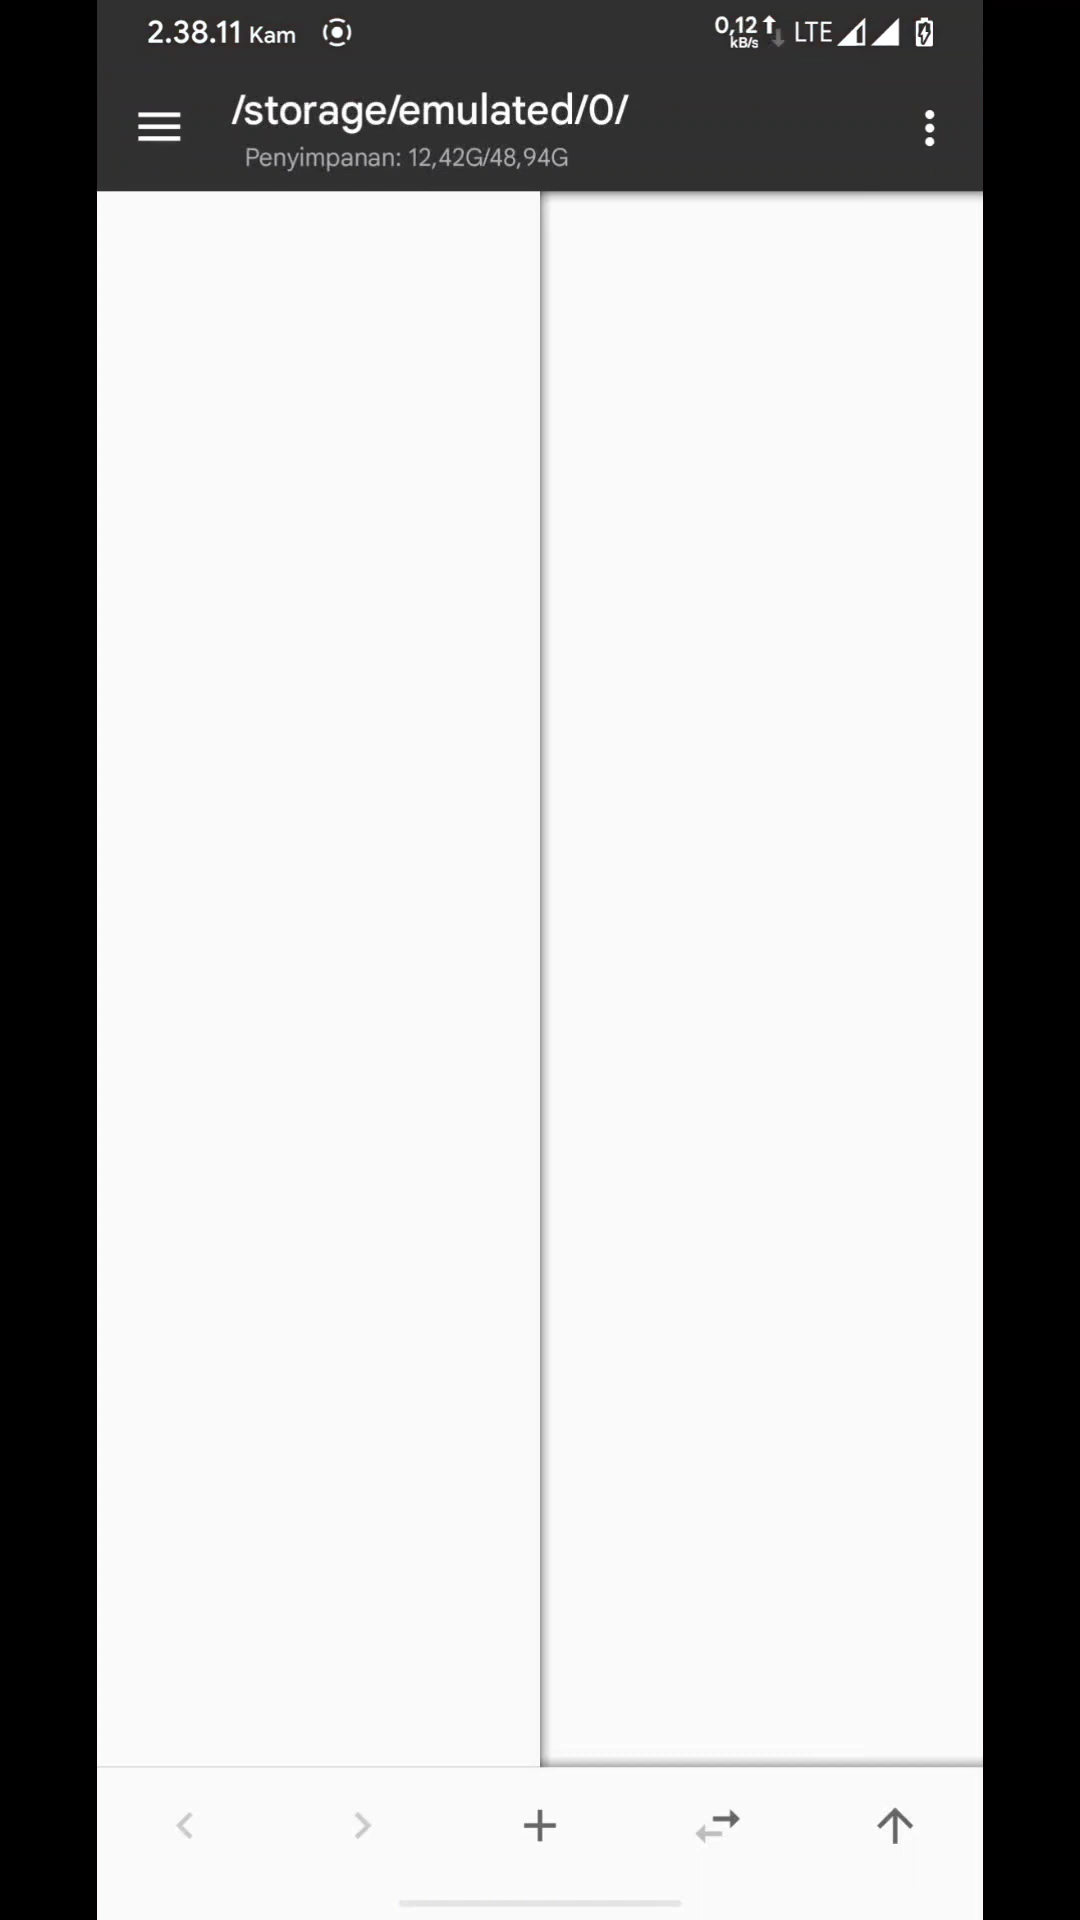 2.38.11 Kam
0,12 kB/s LTE
/storage/emulated/0/
Penyimpanan: 12,42G/48,94G